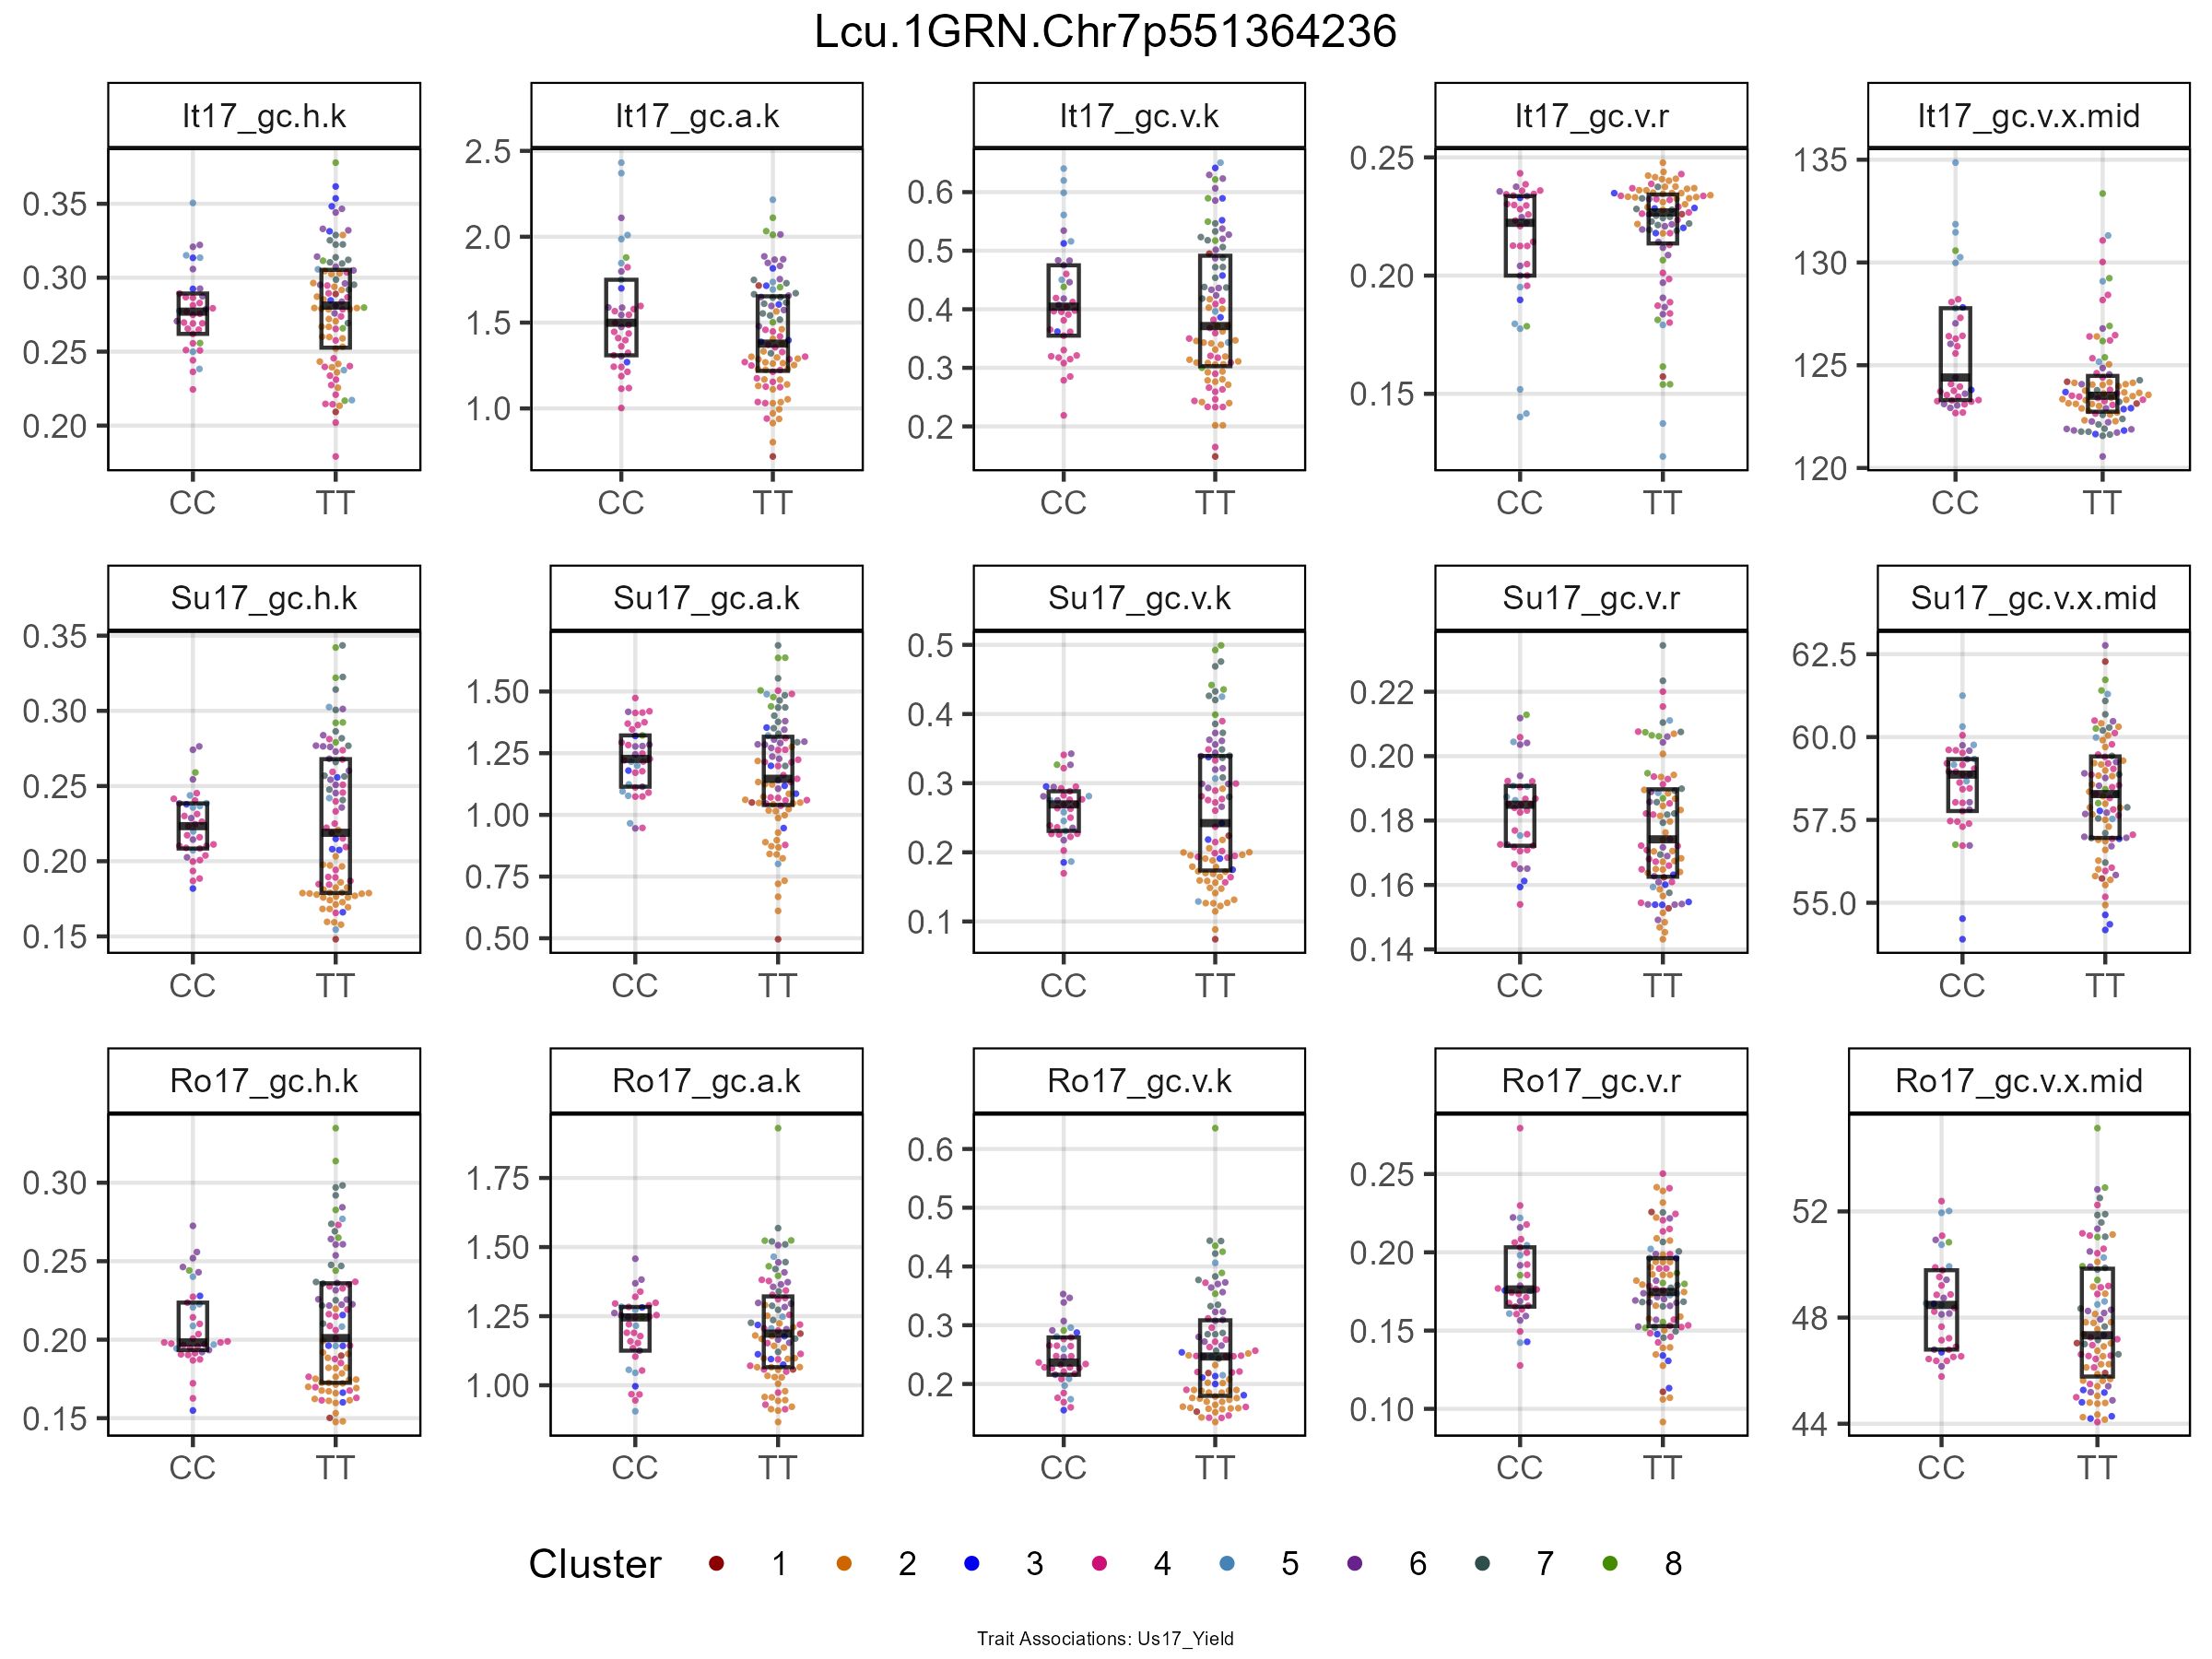 Lcu.1GRN.Chr7p551364236
It17_gc.h.k
It17_gc.a.k
It17_gc.v.k
It17_gc.v.r
It17_gc.v.x.mid
0.35
0.30
0.25
0.20
CC TT
2.5
2.0
1.5
1.0
CC TT
0.6
0.5
0.4
0.3
0.2
CC TT
0.25
0.20
0.15
CC TT
135
130
125
120
CC TT
Su17_gc.h.k
Su17_gc.a.k
Su17_gc.v.k
Su17_gc.v.r
Su17_gc.v.x.mid
0.35
0.30
0.25
0.20
0.15
CC TT
1.50
1.25
1.00
0.75
0.50
CC TT
0.5
0.4
0.3
0.2
0.1
CC TT
0.22
0.20
0.18
0.16
0.14
CC TT
62.5
60.0
57.5
55.0
CC TT
Ro17_gc.h.k
Ro17_gc.a.k
Ro17_gc.v.k
Ro17_gc.v.r
Ro17_gc.v.x.mid
0.30
0.25
0.20
0.15
CC TT
1.75
1.50
1.25
1.00
CC TT
0.6
0.5
0.4
0.3
0.2
CC TT
0.25
0.20
0.15
0.10
CC TT
52
48
44
CC TT
Cluster 1 2 3 4 5 6 7 8
Trait Associations: Us17_Yield